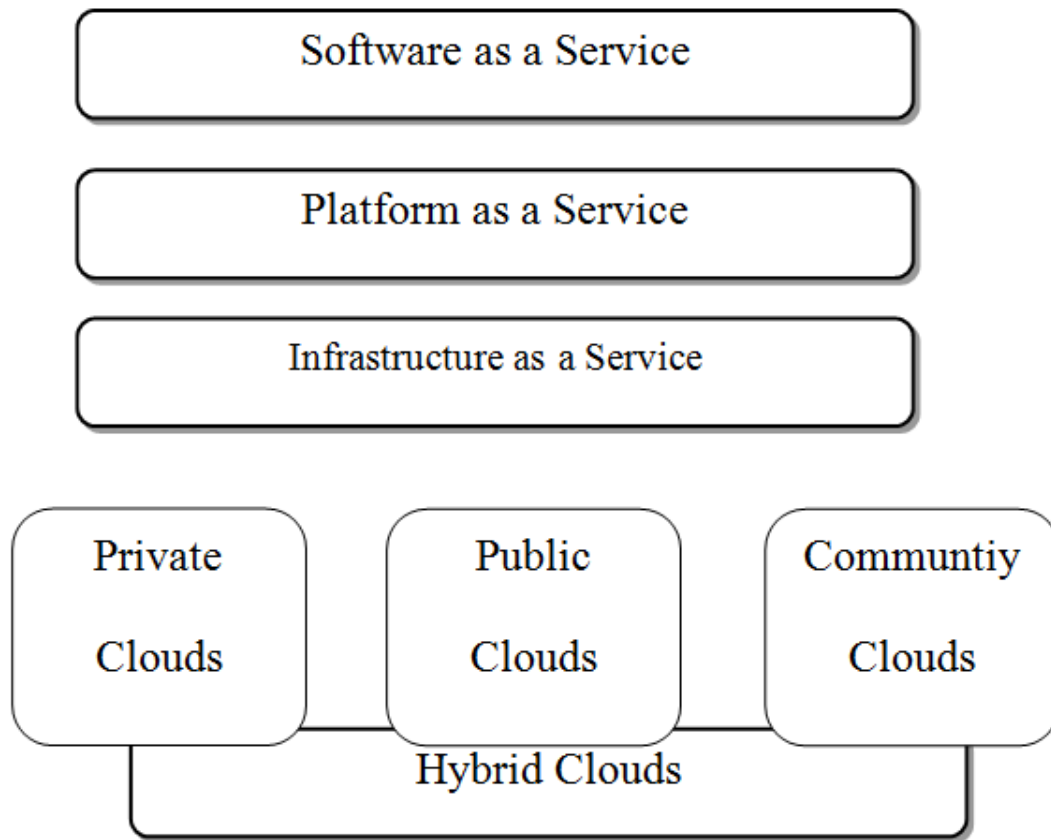 Software as a Service
Platform as a Service
Infrastructure as a Service
Private
Clouds
Public
Clouds
Communtiy
Clouds
Hybrid Clouds